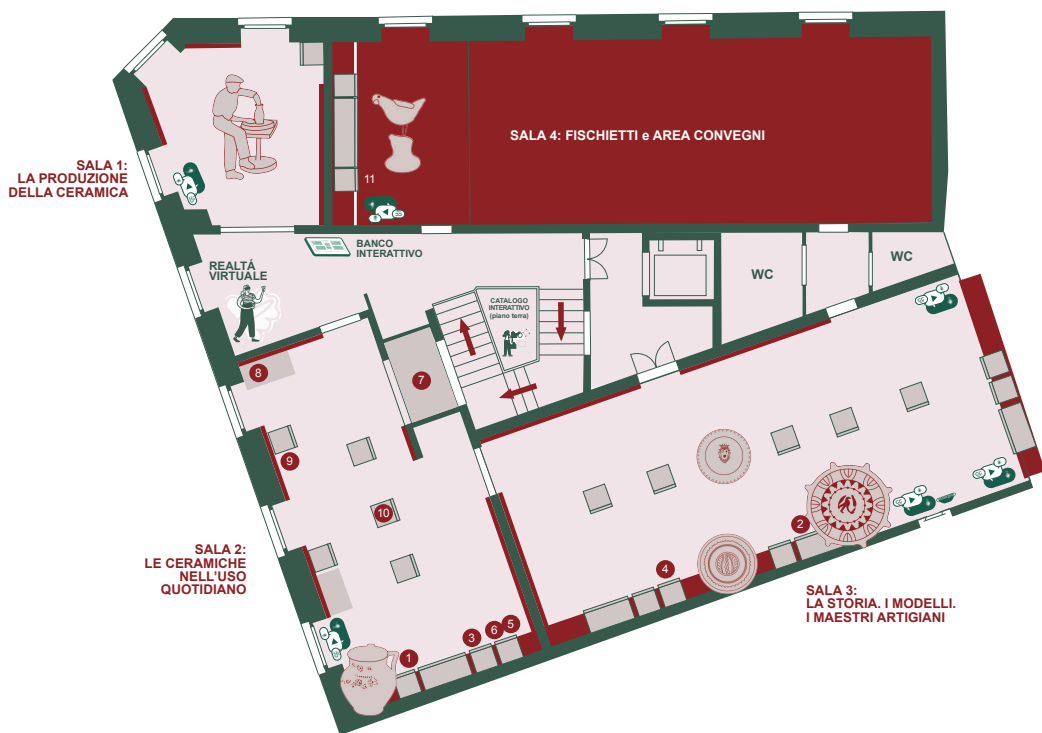 SALA 4: FISCHIETTI e AREA CONVEGNI
SALA 1:
LA PRODUZIONE
DELLA CERAMICA
11
BANCO
INTERATTIVO
REALTÁ
VIRTUALE
WC
WC
CATALOGO
INTERATTIVO
(piano terra)
8
7
9
10
2
SALA 2:
LE CERAMICHE
NELL'USO
QUOTIDIANO
4
SALA 3:
LA STORIA. I MODELLI.
I MAESTRI ARTIGIANI
1
3
6
5